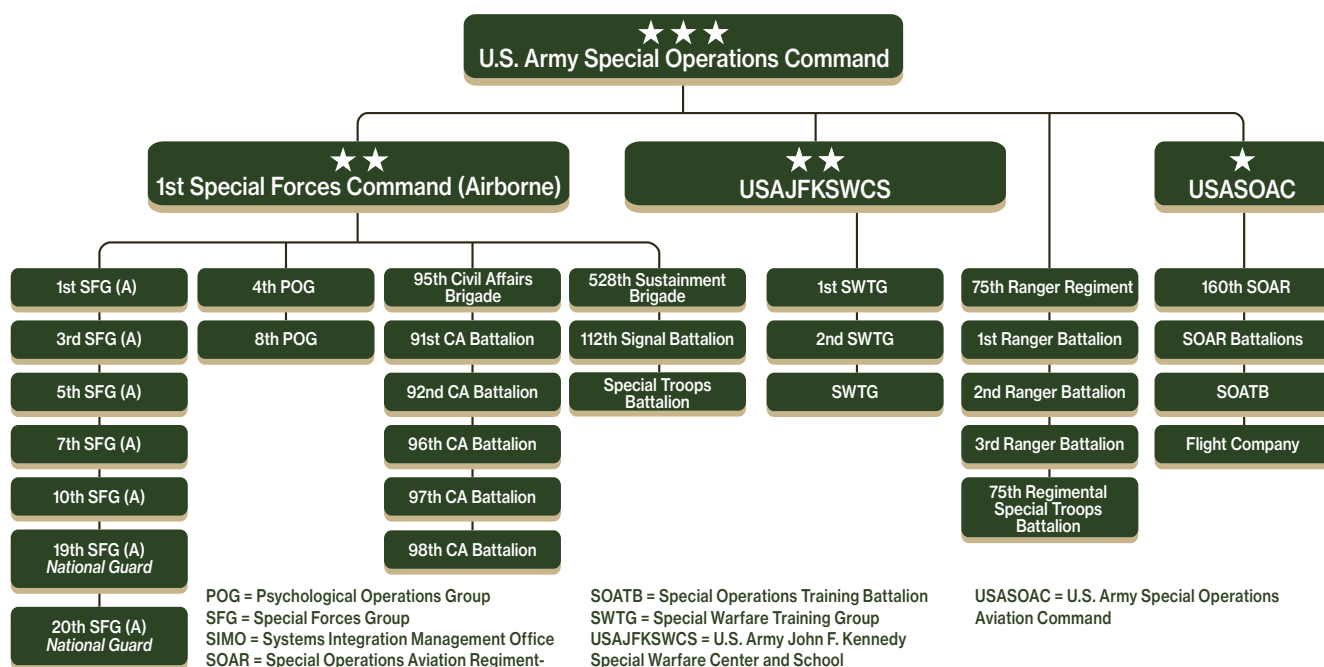 U.S. Army Special Operations Command
1st Special Forces Command (Airborne)
USAJFKSWCS
USASOAC
1st SFG (A)
3rd SFG (A)
5th SFG (A)
7th SFG (A)
10th SFG (A)
19th SFG (A)
National Guard
20th SFG (A)
National Guard
4th POG
8th POG
95th Civil Affairs
Brigade
91st CA Battalion
92nd CA Battalion
96th CA Battalion
97th CA Battalion
98th CA Battalion
528th Sustainment
Brigade
112th Signal Battalion
Special Troops
Battalion
1st SWTG
2nd SWTG
SWTG
75th Ranger Regiment
1st Ranger Battalion
2nd Ranger Battalion
3rd Ranger Battalion
75th Regimental
Special Troops
Battalion
160th SOAR
SOAR Battalions
SOATB
Flight Company
POG = Psychological Operations Group
SFG = Special Forces Group
SIMO = Systems Integration Management Office
SOAR = Special Operations Aviation Regiment-
SOATB = Special Operations Training Battalion
SWTG = Special Warfare Training Group
USAJFKSWCS = U.S. Army John F. Kennedy
Special Warfare Center and School
USASOAC = U.S. Army Special Operations
Aviation Command